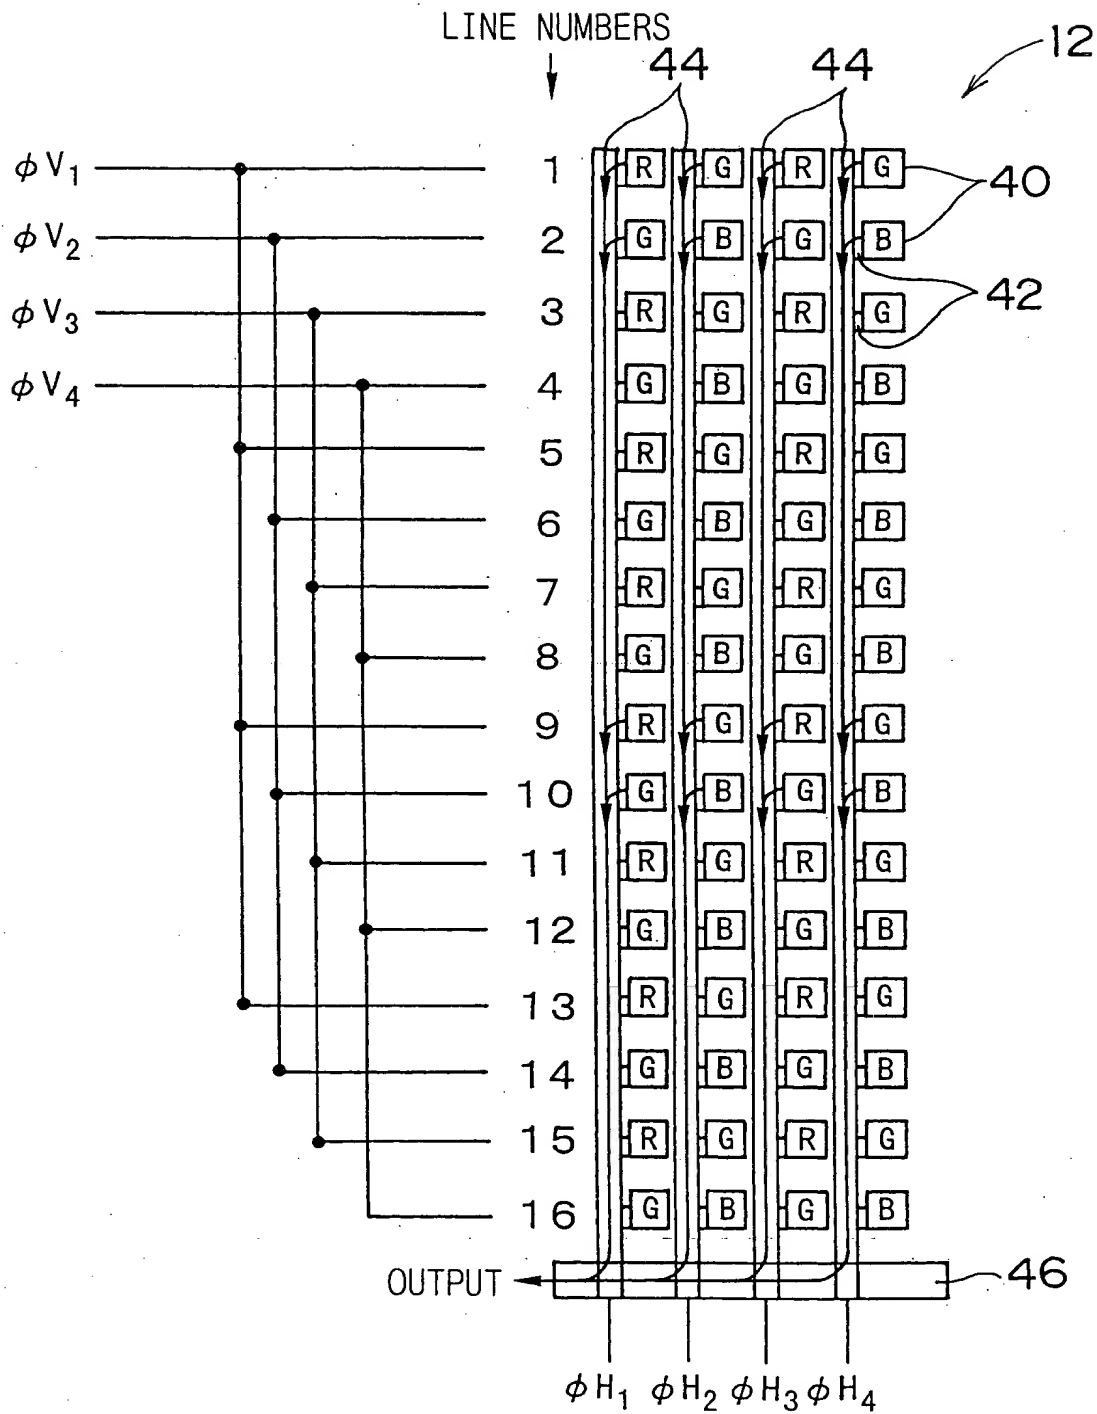 LINE NUMBERS
12
44 44
φV1 1 R G R G
40
φV2 2 G B G B
42
φV3 3 R G R G
φV4 4 G B G B
5 R G R G
6 G B G B
7 R G R G
8 G B G B
9 R G R G
10 G B G B
11 R G R G
12 G B G B
13 R G R G
14 G B G B
15 R G R G
16 G B G B
OUTPUT 46
φH1 φH2 φH3 φH4